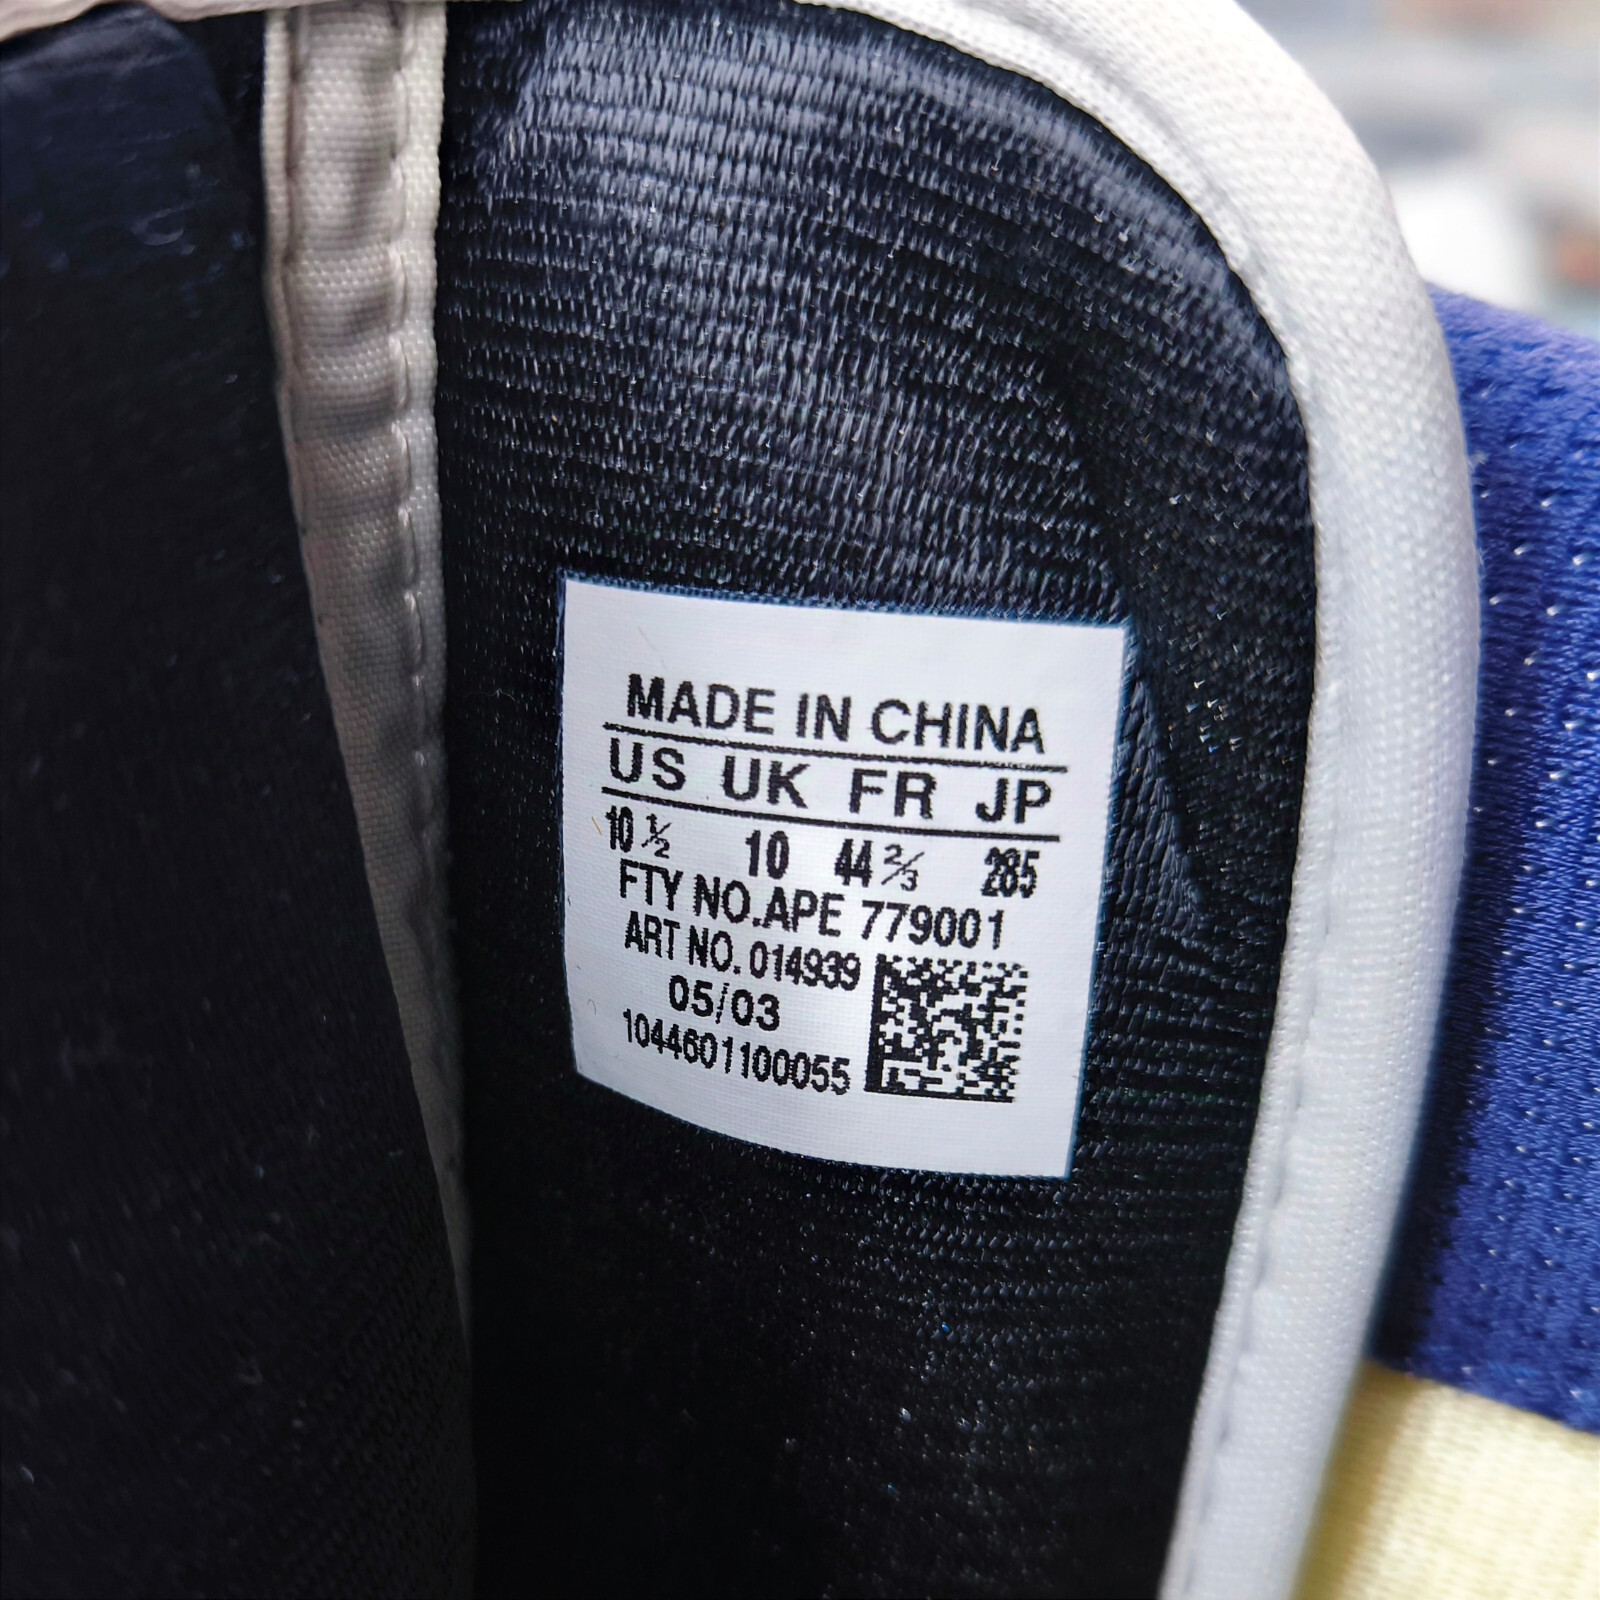 MADE IN CHINA
US UK FR JP
10 ½ 10 44 ⅔ 285
FTY NO.APE 779001
ART NO. 014939
05/03
1044601100055